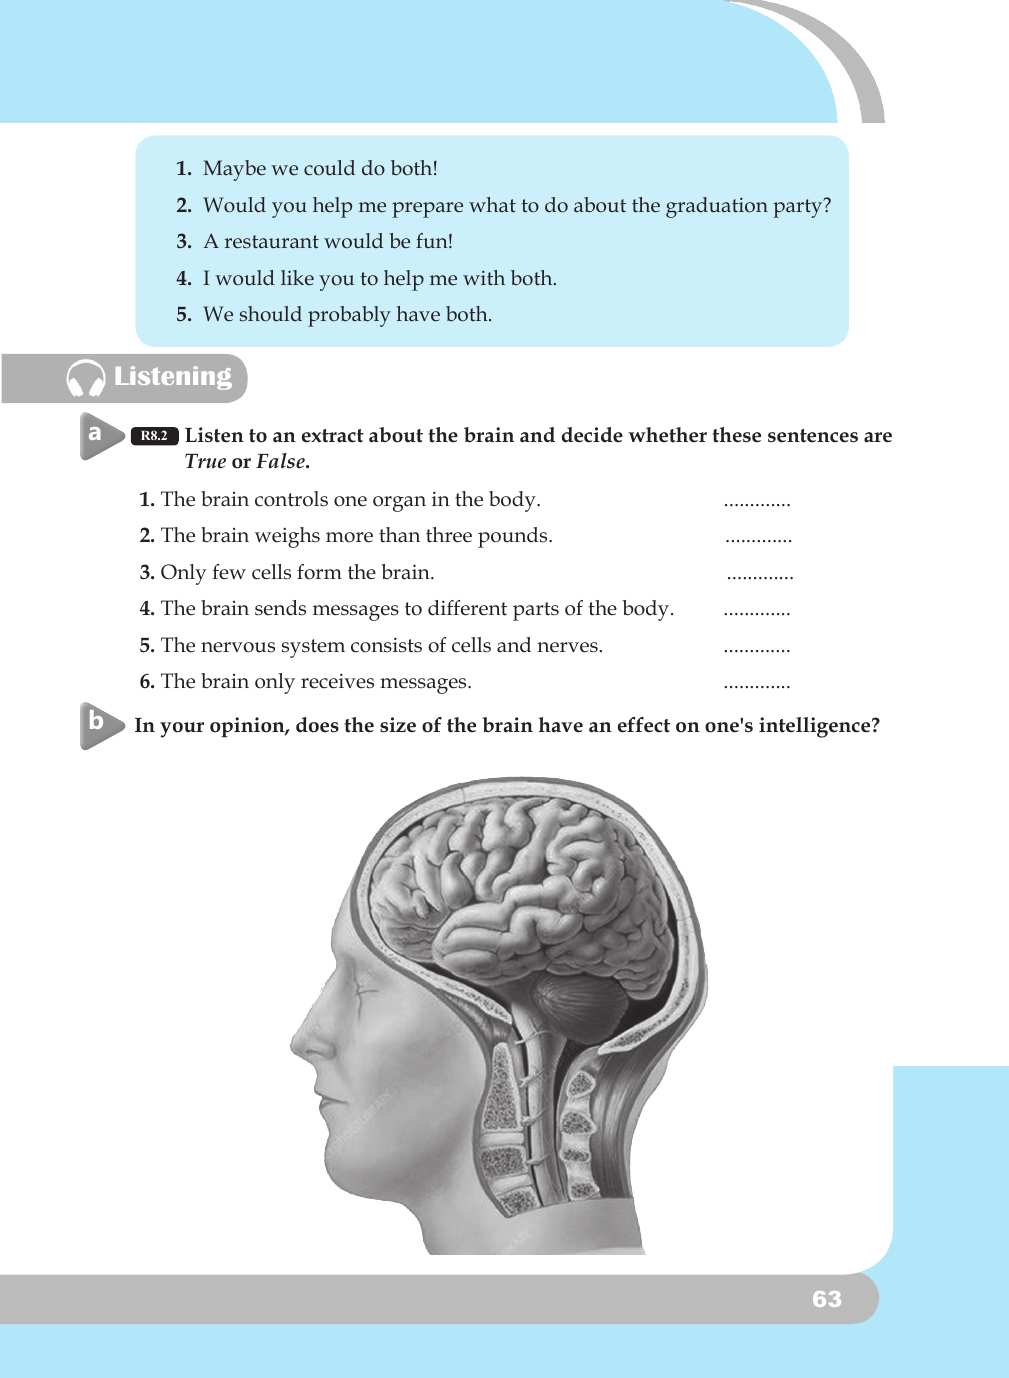 1. Maybe we could do both!
2. Would you help me prepare what to do about the graduation party?
3. A restaurant would be fun!
4. I would like you to help me with both.
5. We should probably have both.
Listening
a R8.2 Listen to an extract about the brain and decide whether these sentences are
True or False.
1. The brain controls one organ in the body. .............
2. The brain weighs more than three pounds. .............
3. Only few cells form the brain. .............
4. The brain sends messages to different parts of the body. .............
5. The nervous system consists of cells and nerves. .............
6. The brain only receives messages. .............
b In your opinion, does the size of the brain have an effect on one's intelligence?
63